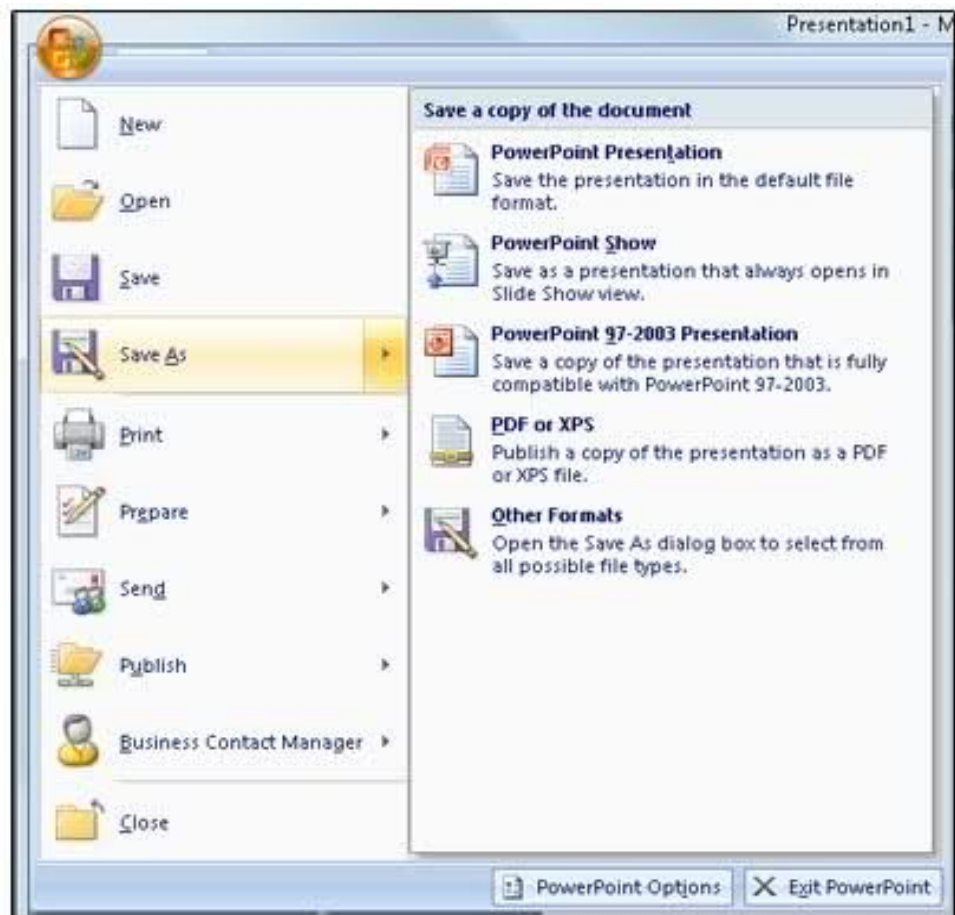 Presentation1 - M
New
Open
Save
Save As
Print
Prepare
Send
Publish
Business Contact Manager
Close
Save a copy of the document
PowerPoint Presentation
Save the presentation in the default file
format.
PowerPoint Show
Save as a presentation that always opens in
Slide Show view.
PowerPoint 97-2003 Presentation
Save a copy of the presentation that is fully
compatible with PowerPoint 97-2003.
PDF or XPS
Publish a copy of the presentation as a PDF
or XPS file.
Other Formats
Open the Save As dialog box to select from
all possible file types.
PowerPoint Options
Exit PowerPoint